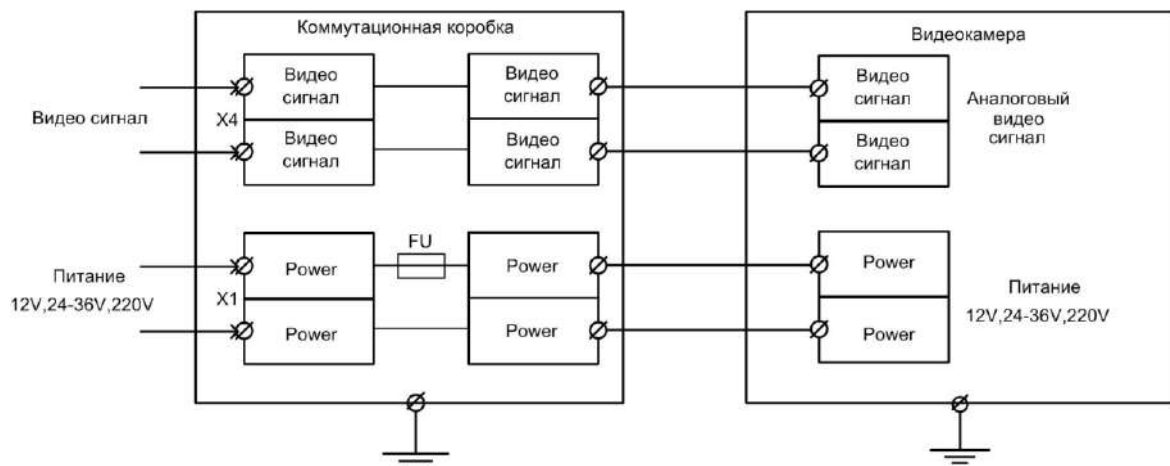 Коммутационная коробка
Видеокамера
Видео сигнал
X4
Видео
сигнал
Видео
сигнал
Видео
сигнал
Видео
сигнал
Видео
сигнал
Видео
сигнал
Аналоговый
видео
сигнал
Питание
12V,24-36V,220V
X1
Power
Power
FU
Power
Power
Power
Power
Питание
12V,24-36V,220V